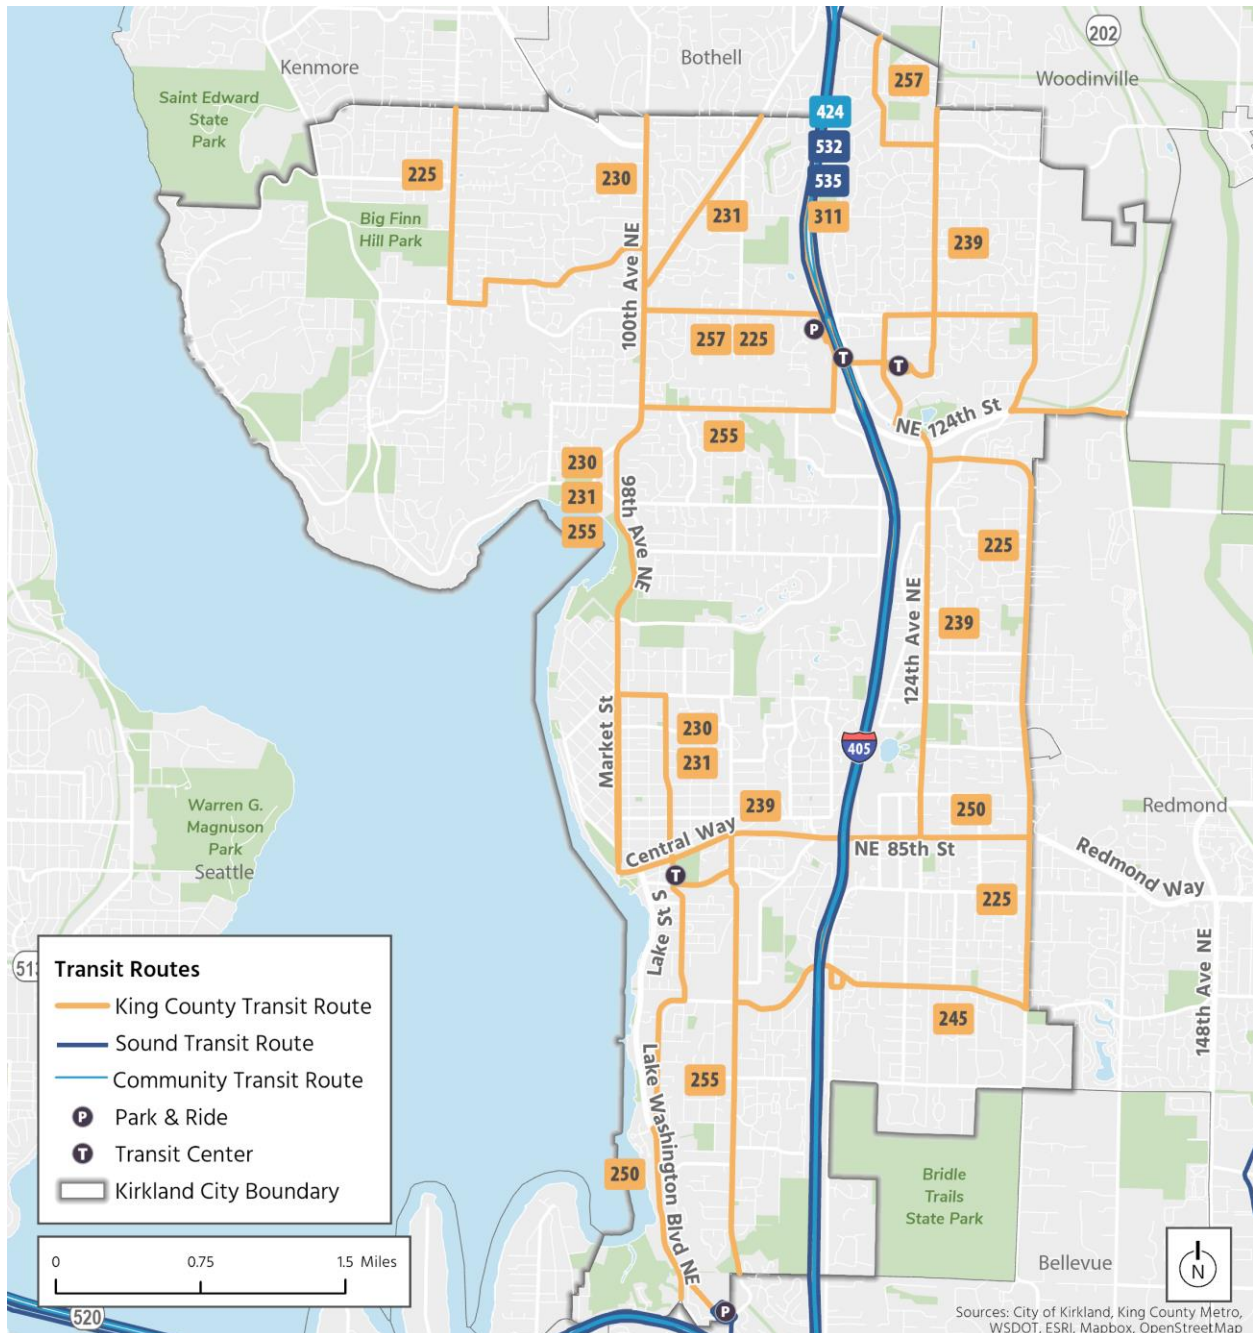 202
Kenmore
Bothell
Woodinville
257
Saint Edward
State
Park
424
532
535
311
225
230
231
239
Big Finn
Hill Park
100th Ave NE
257
225
P
T
T
NE 124th St
255
230
231
255
98th Ave NE
225
239
124th Ave NE
Market St
230
231
405
239
250
Redmond
Warren G.
Magnuson
Park
Seattle
Central Way
NE 85th St
Redmond Way
T
225
Lake St S
148th Ave NE
513
245
Lake Washington Blvd NE
255
250
Bridle
Trails
State Park
Bellevue
P
520
Transit Routes
King County Transit Route
Sound Transit Route
Community Transit Route
P Park & Ride
T Transit Center
Kirkland City Boundary
0 0.75 1.5 Miles
N
Sources: City of Kirkland, King County Metro,
WSDOT, ESRI, Mapbox, OpenStreetMap